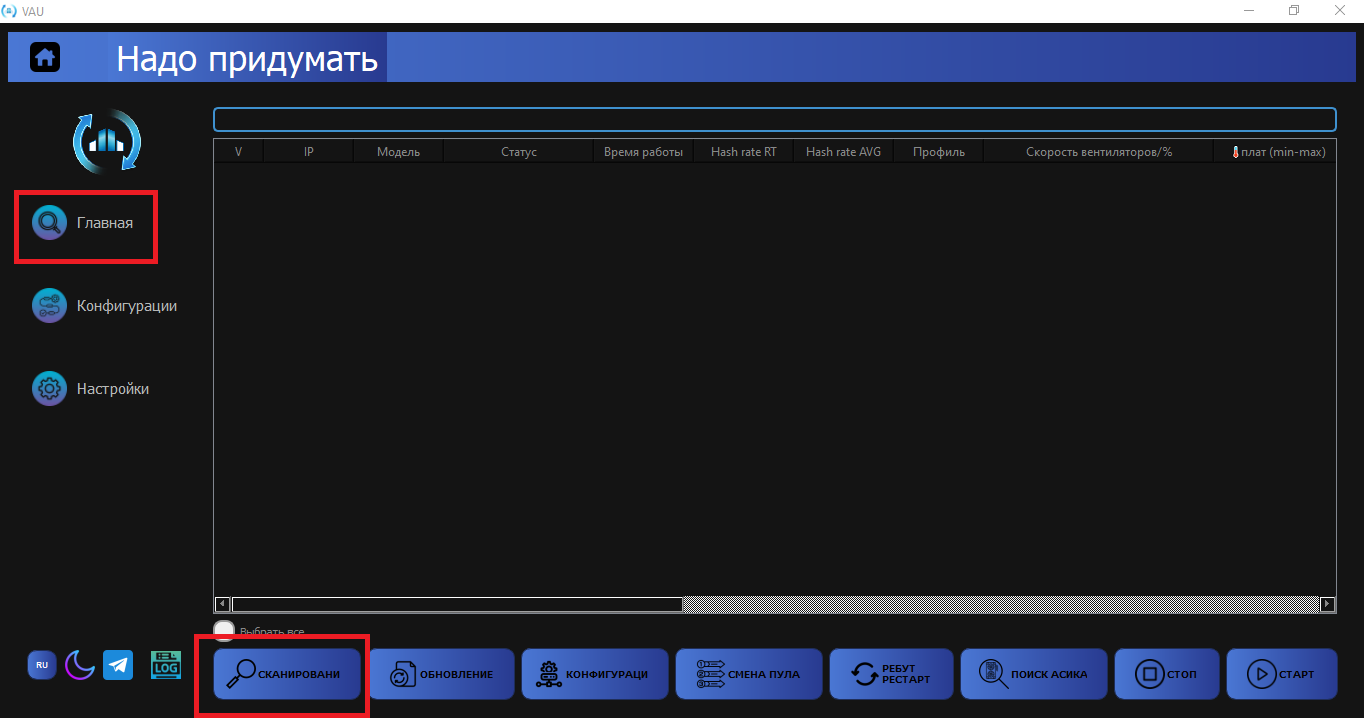 VAU
Надо придумать
V IP Модель Статус Время работы Hash rate RT Hash rate AVG Профиль Скорость вентиляторов/% плат (min-max)
Главная
Конфигурации
Настройки
Выбрать все
RU LOG
СКАНИРОВАНИ
ОБНОВЛЕНИЕ
КОНФИГУРАЦИ
СМЕНА ПУЛА
РЕБУТ
РЕСТАРТ
ПОИСК АСИКА
СТОП
СТАРТ